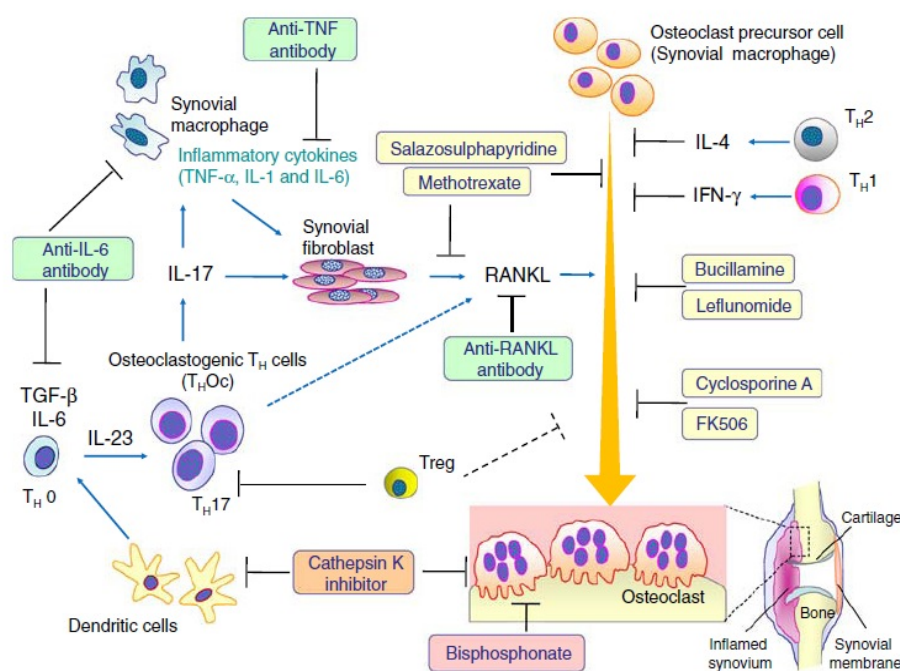 Anti-TNF
antibody
Osteoclast precursor cell
(Synovial macrophage)
Synovial
macrophage
Inflammatory cytokines
(TNF-α, IL-1 and IL-6)
Salazosulphapyridine
Methotrexate
IL-4
TH2
IFN-γ
TH1
Anti-IL-6
antibody
IL-17
Synovial
fibroblast
RANKL
Bucillamine
Leflunomide
Anti-RANKL
antibody
Osteoclastogenic TH cells
(THOc)
TGF-β
IL-6
IL-23
TH 0
TH17
Treg
Cyclosporine A
FK506
Cathepsin K
inhibitor
Dendritic cells
Osteoclast
Bisphosphonate
Cartilage
Bone
Inflamed
synovium
Synovial
membrane